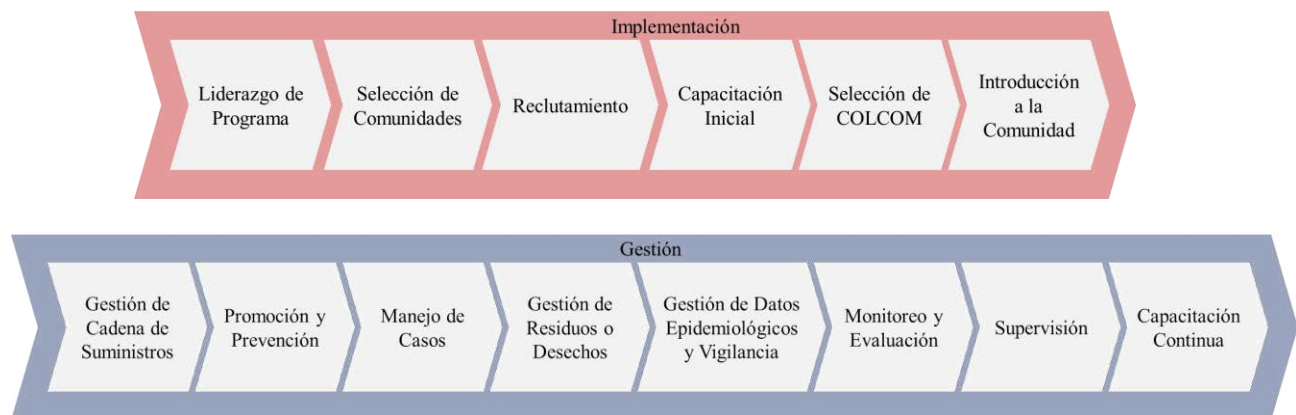 Implementación
Liderazgo de
Programa
Selección de
Comunidades
Reclutamiento
Capacitación
Inicial
Selección de
COLCOM
Introducción
a la
Comunidad
Gestión
Gestión de
Cadena de
Suministros
Promoción y
Prevención
Manejo de
Casos
Gestión de
Residuos o
Desechos
Gestión de Datos
Epidemiológicos
y Vigilancia
Monitoreo y
Evaluación
Supervisión
Capacitación
Continua